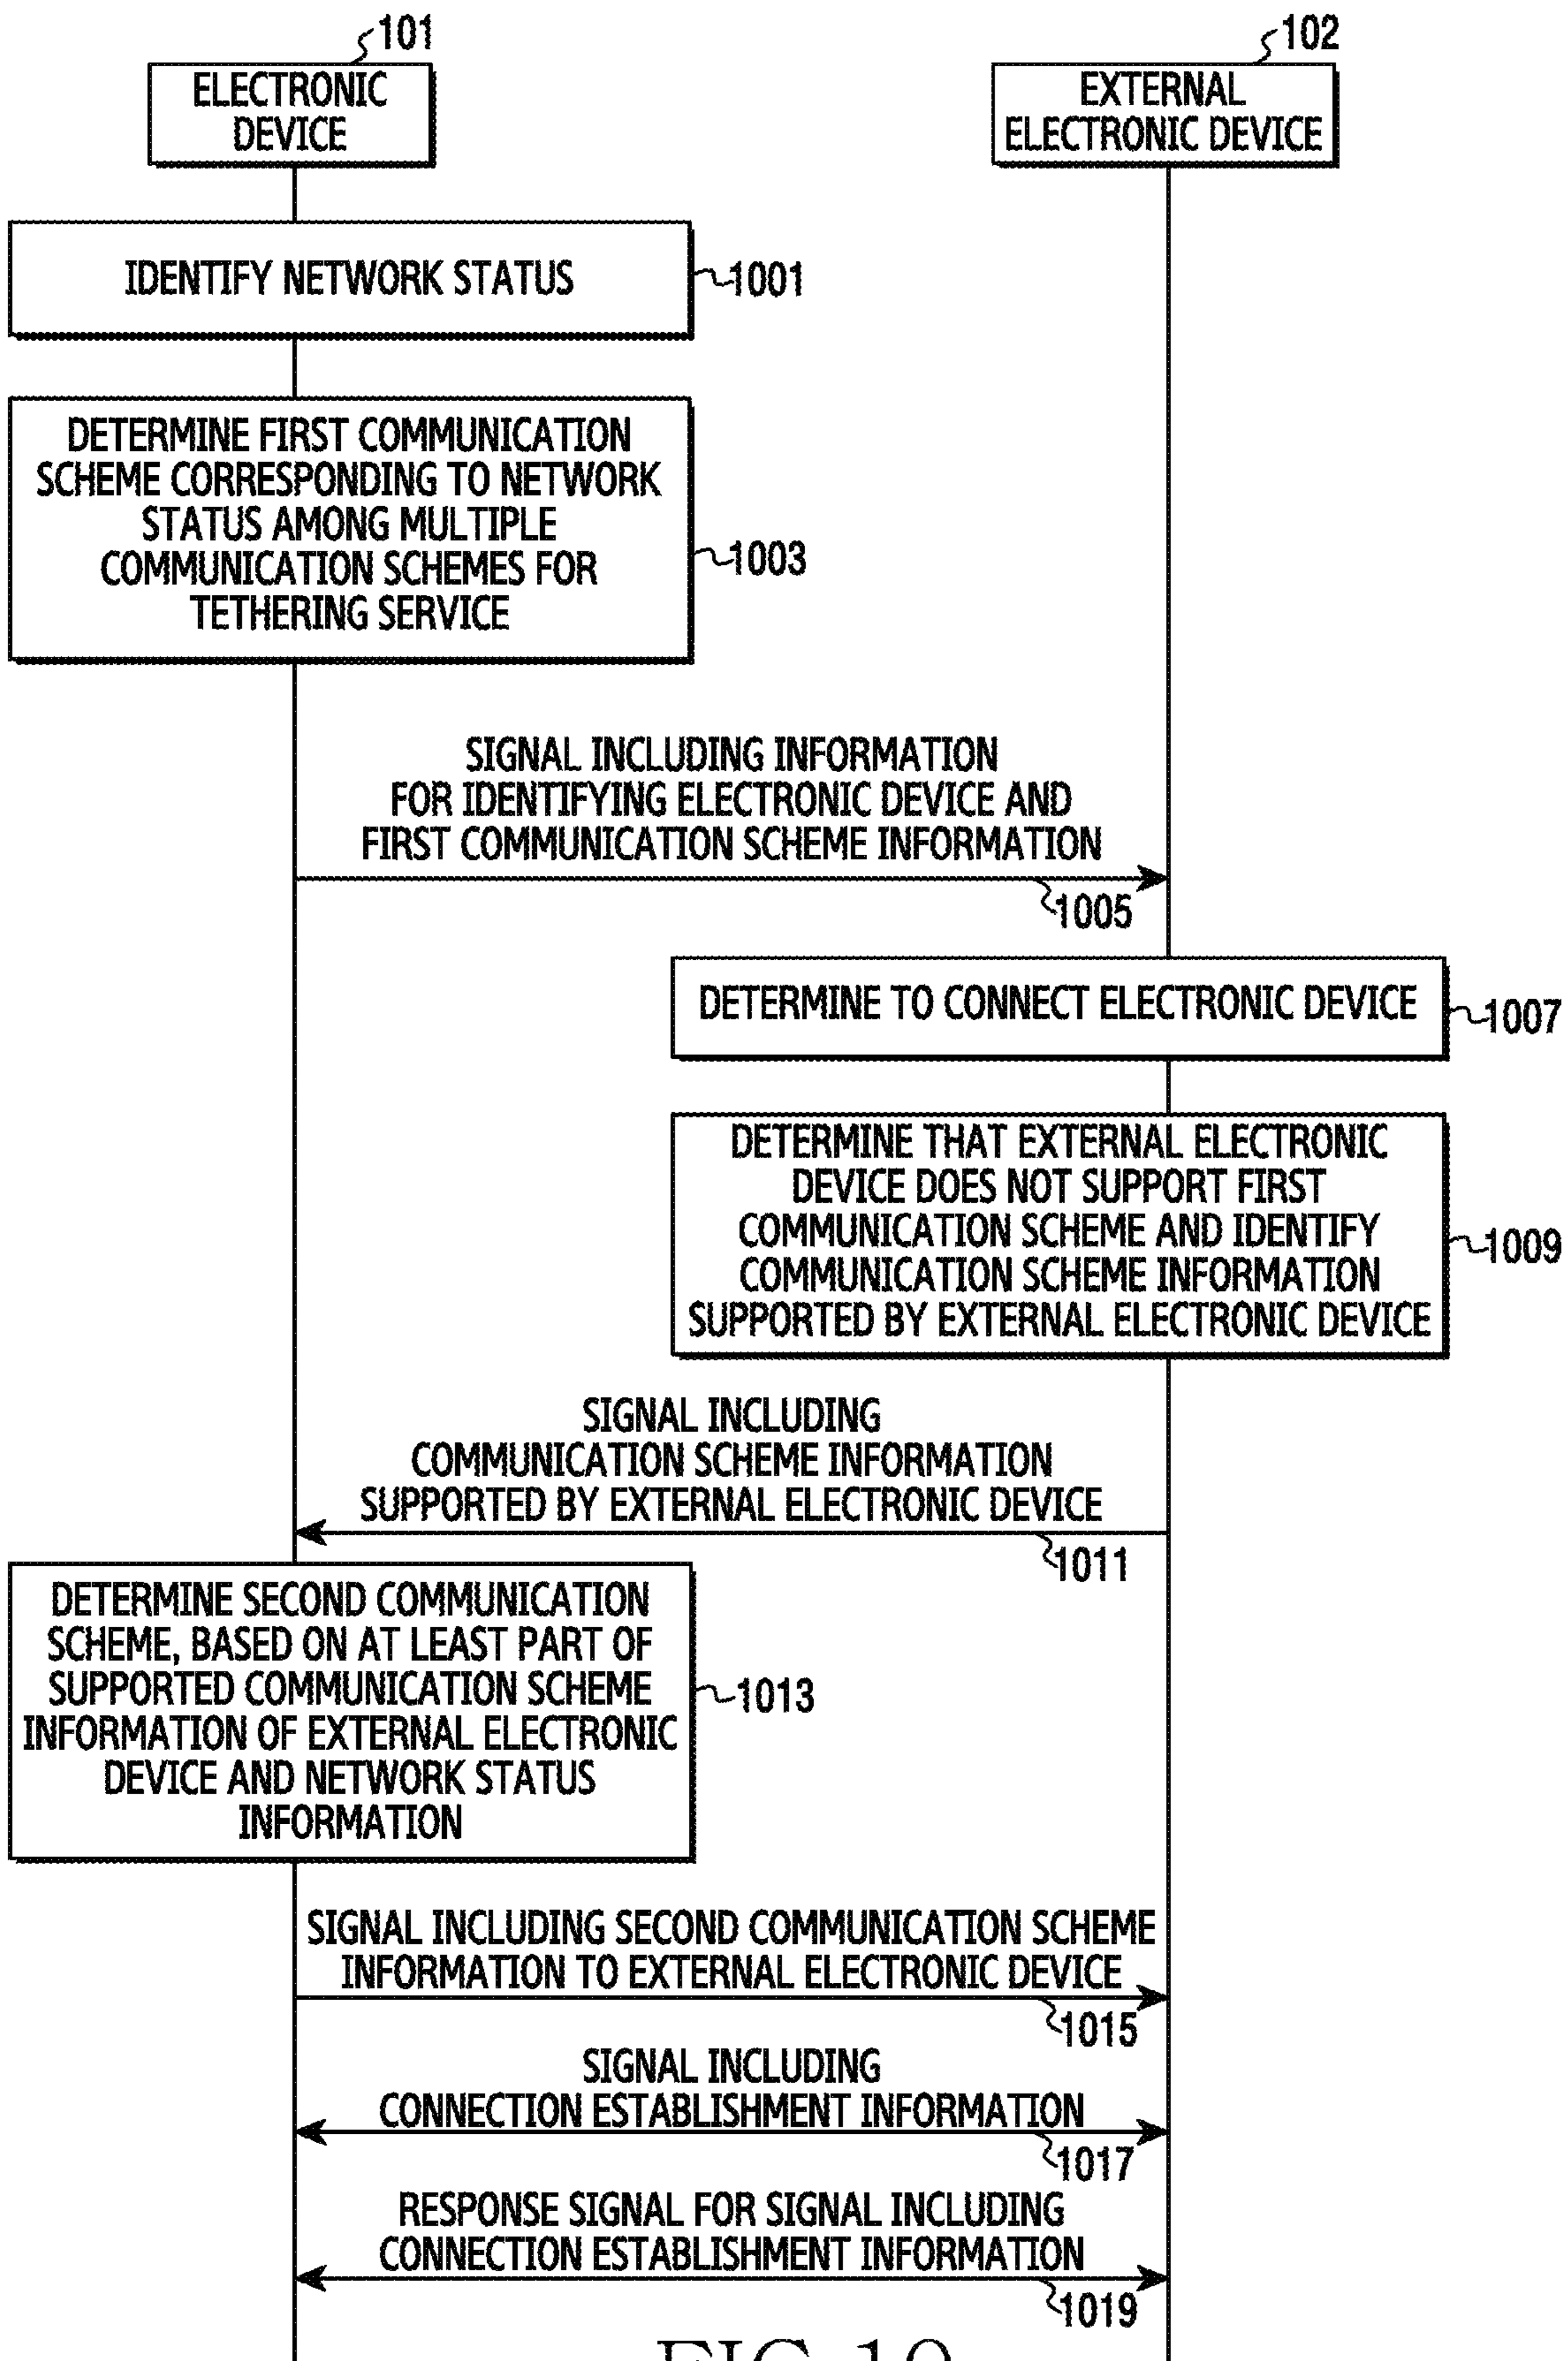 101
102
ELECTRONIC
DEVICE
EXTERNAL
ELECTRONIC DEVICE
IDENTIFY NETWORK STATUS
1001
DETERMINE FIRST COMMUNICATION
SCHEME CORRESPONDING TO NETWORK
STATUS AMONG MULTIPLE
COMMUNICATION SCHEMES FOR
TETHERING SERVICE
1003
SIGNAL INCLUDING INFORMATION
FOR IDENTIFYING ELECTRONIC DEVICE AND
FIRST COMMUNICATION SCHEME INFORMATION
1005
DETERMINE TO CONNECT ELECTRONIC DEVICE
1007
DETERMINE THAT EXTERNAL ELECTRONIC
DEVICE DOES NOT SUPPORT FIRST
COMMUNICATION SCHEME AND IDENTIFY
COMMUNICATION SCHEME INFORMATION
SUPPORTED BY EXTERNAL ELECTRONIC DEVICE
1009
SIGNAL INCLUDING
COMMUNICATION SCHEME INFORMATION
SUPPORTED BY EXTERNAL ELECTRONIC DEVICE
1011
DETERMINE SECOND COMMUNICATION
SCHEME, BASED ON AT LEAST PART OF
SUPPORTED COMMUNICATION SCHEME
INFORMATION OF EXTERNAL ELECTRONIC
DEVICE AND NETWORK STATUS
INFORMATION
1013
SIGNAL INCLUDING SECOND COMMUNICATION SCHEME
INFORMATION TO EXTERNAL ELECTRONIC DEVICE
1015
SIGNAL INCLUDING
CONNECTION ESTABLISHMENT INFORMATION
1017
RESPONSE SIGNAL FOR SIGNAL INCLUDING
CONNECTION ESTABLISHMENT INFORMATION
1019